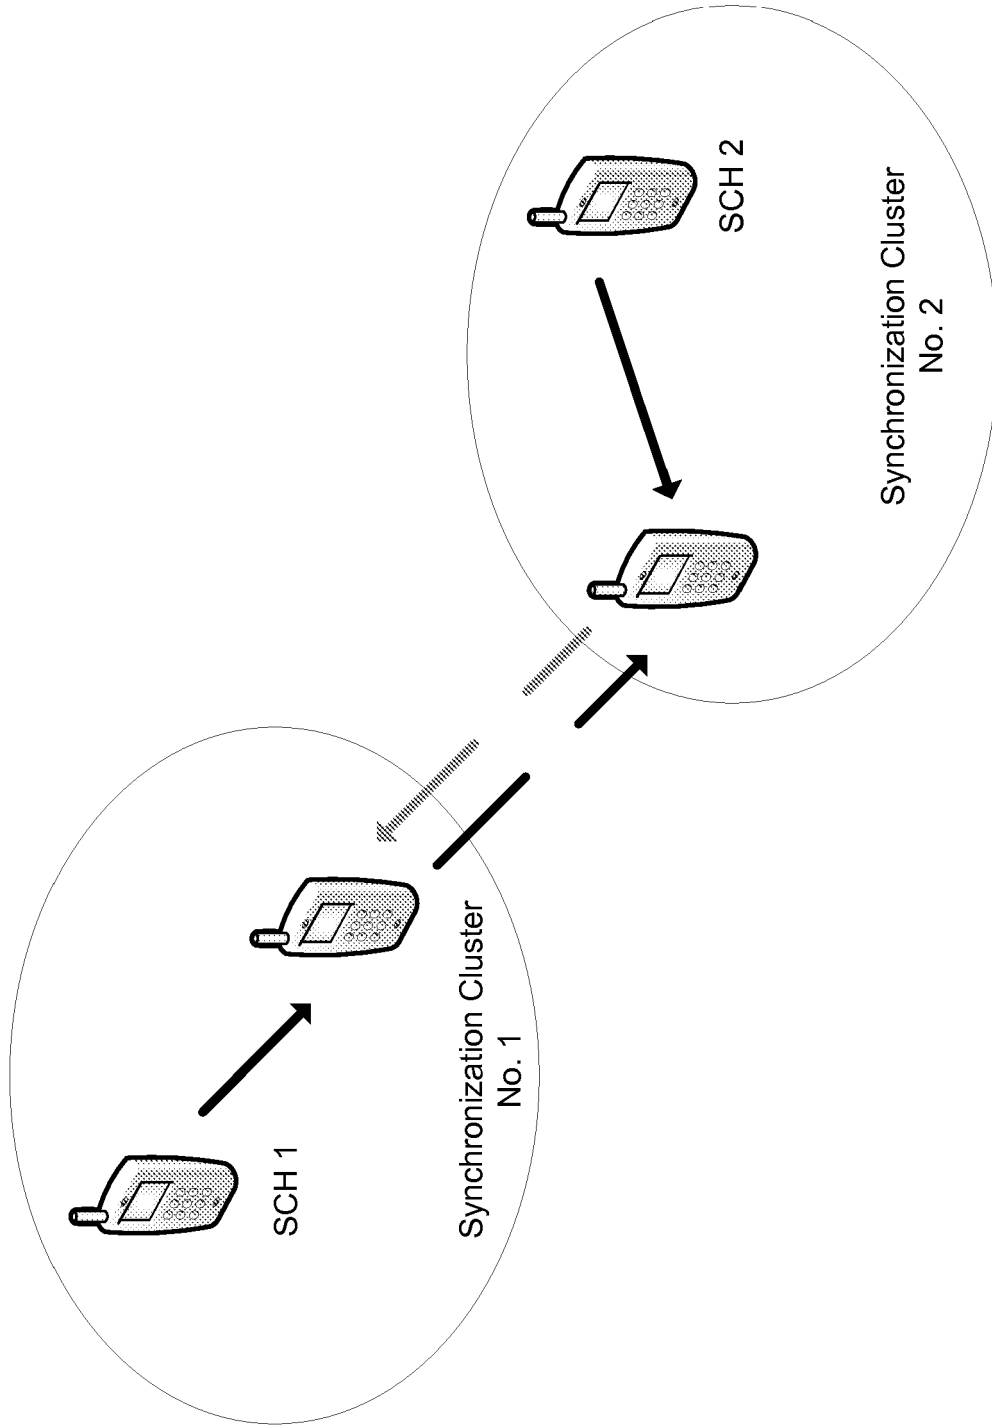 SCH 1
Synchronization Cluster
No. 1
SCH 2
Synchronization Cluster
No. 2